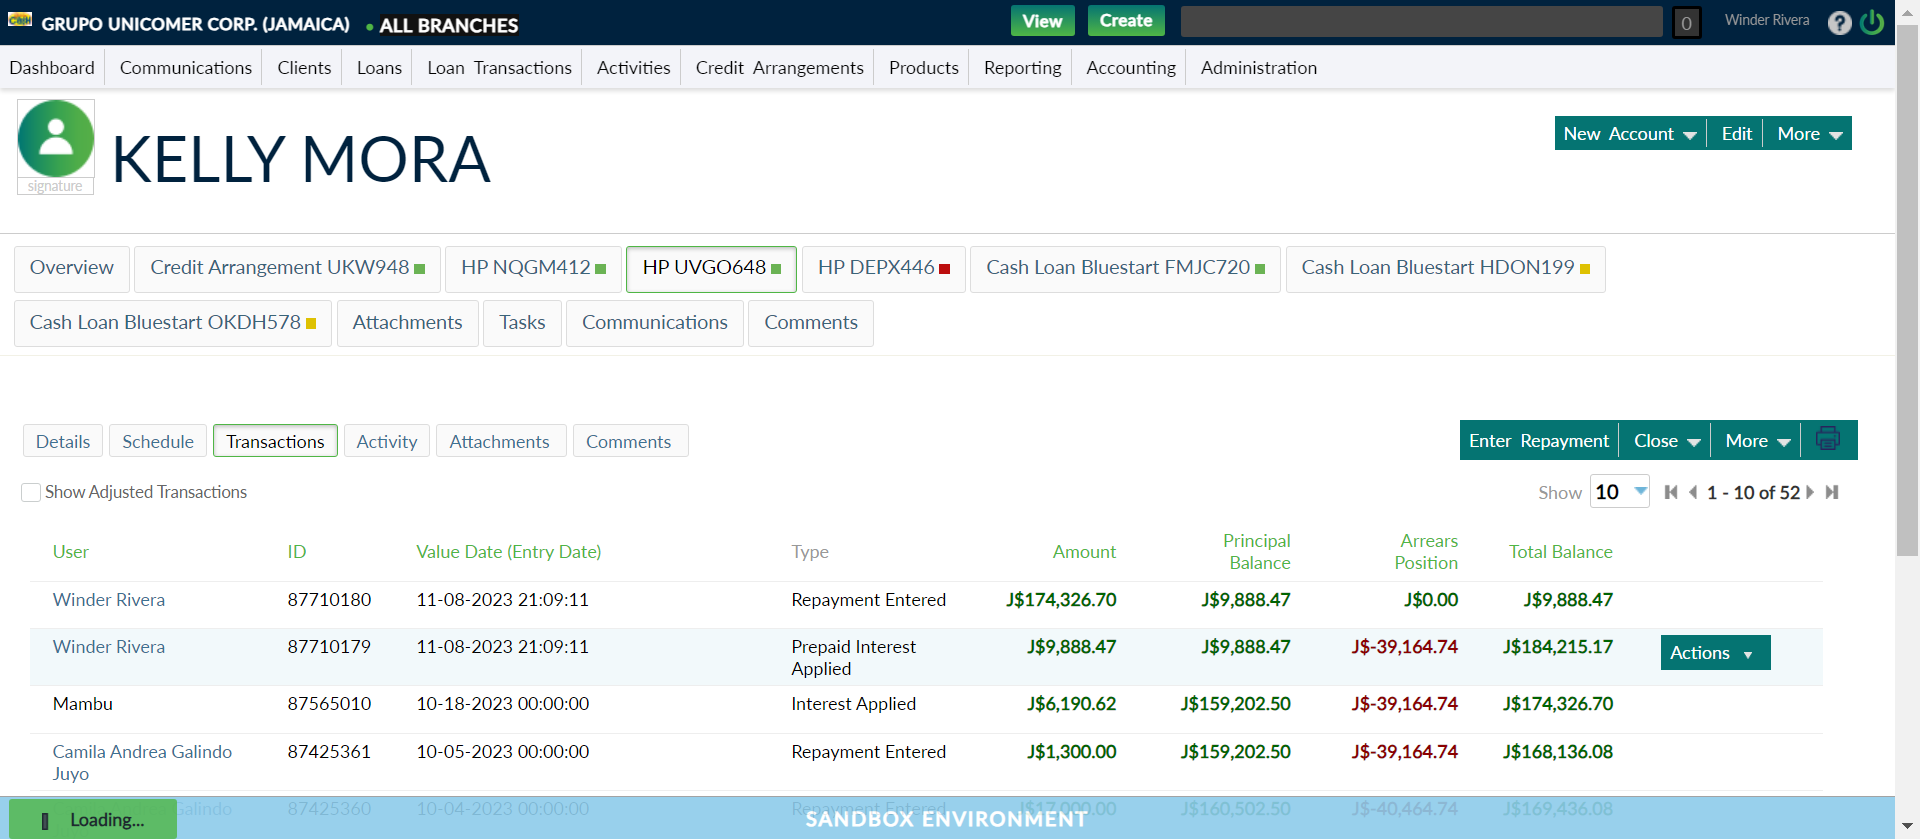 GRUPO UNICOMER CORP. (JAMAICA) • ALL BRANCHES View Create 0 Winder Rivera ?
Dashboard Communications Clients Loans Loan Transactions Activities Credit Arrangements Products Reporting Accounting Administration
signature
KELLY MORA
New Account Edit More
Overview Credit Arrangement UKW948 HP NQGM412 HP UVGO648 HP DEPX446 Cash Loan Bluestart FMJC720 Cash Loan Bluestart HDON199
Cash Loan Bluestart OKDH578 Attachments Tasks Communications Comments
Details Schedule Transactions Activity Attachments Comments Enter Repayment Close More
Show Adjusted Transactions Show 10 1 - 10 of 52
User ID Value Date (Entry Date) Type Amount Principal Balance Arrears Position Total Balance
Winder Rivera 87710180 11-08-2023 21:09:11 Repayment Entered J$174,326.70 J$9,888.47 J$0.00 J$9,888.47
Winder Rivera 87710179 11-08-2023 21:09:11 Prepaid Interest Applied J$9,888.47 J$9,888.47 J$-39,164.74 J$184,215.17 Actions
Mambu 87565010 10-18-2023 00:00:00 Interest Applied J$6,190.62 J$159,202.50 J$-39,164.74 J$174,326.70
Camila Andrea Galindo Juyo 87425361 10-05-2023 00:00:00 Repayment Entered J$1,300.00 J$159,202.50 J$-39,164.74 J$168,136.08
Galindo 87425360 10-04-2023 00:00:00 Repayment Entered J$17,000.00 J$160,502.50 J$-40,464.74 J$169,436.08
Loading... SANDBOX ENVIRONMENT